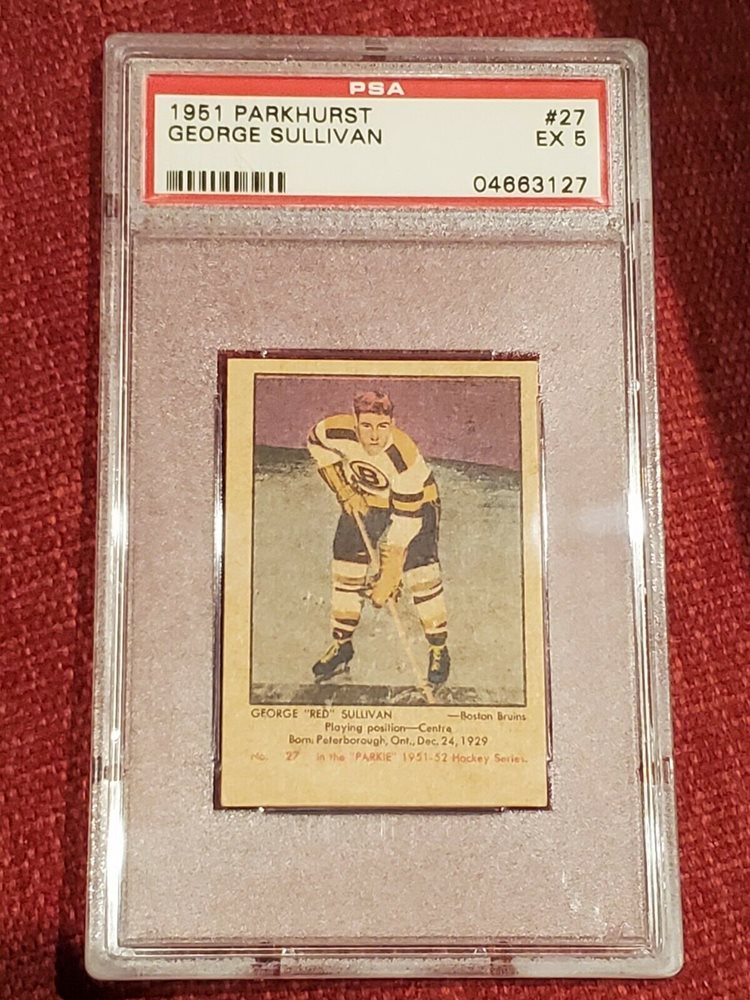 PSA
1951 PARKHURST #27
GEORGE SULLIVAN EX 5
04663127
B
GEORGE "RED" SULLIVAN —Boston Bruins
Playing position—Centre
Born: Peterborough, Ont., Dec. 24, 1929
No. 27 in the "PARKIE" 1951-52 Hockey Series.